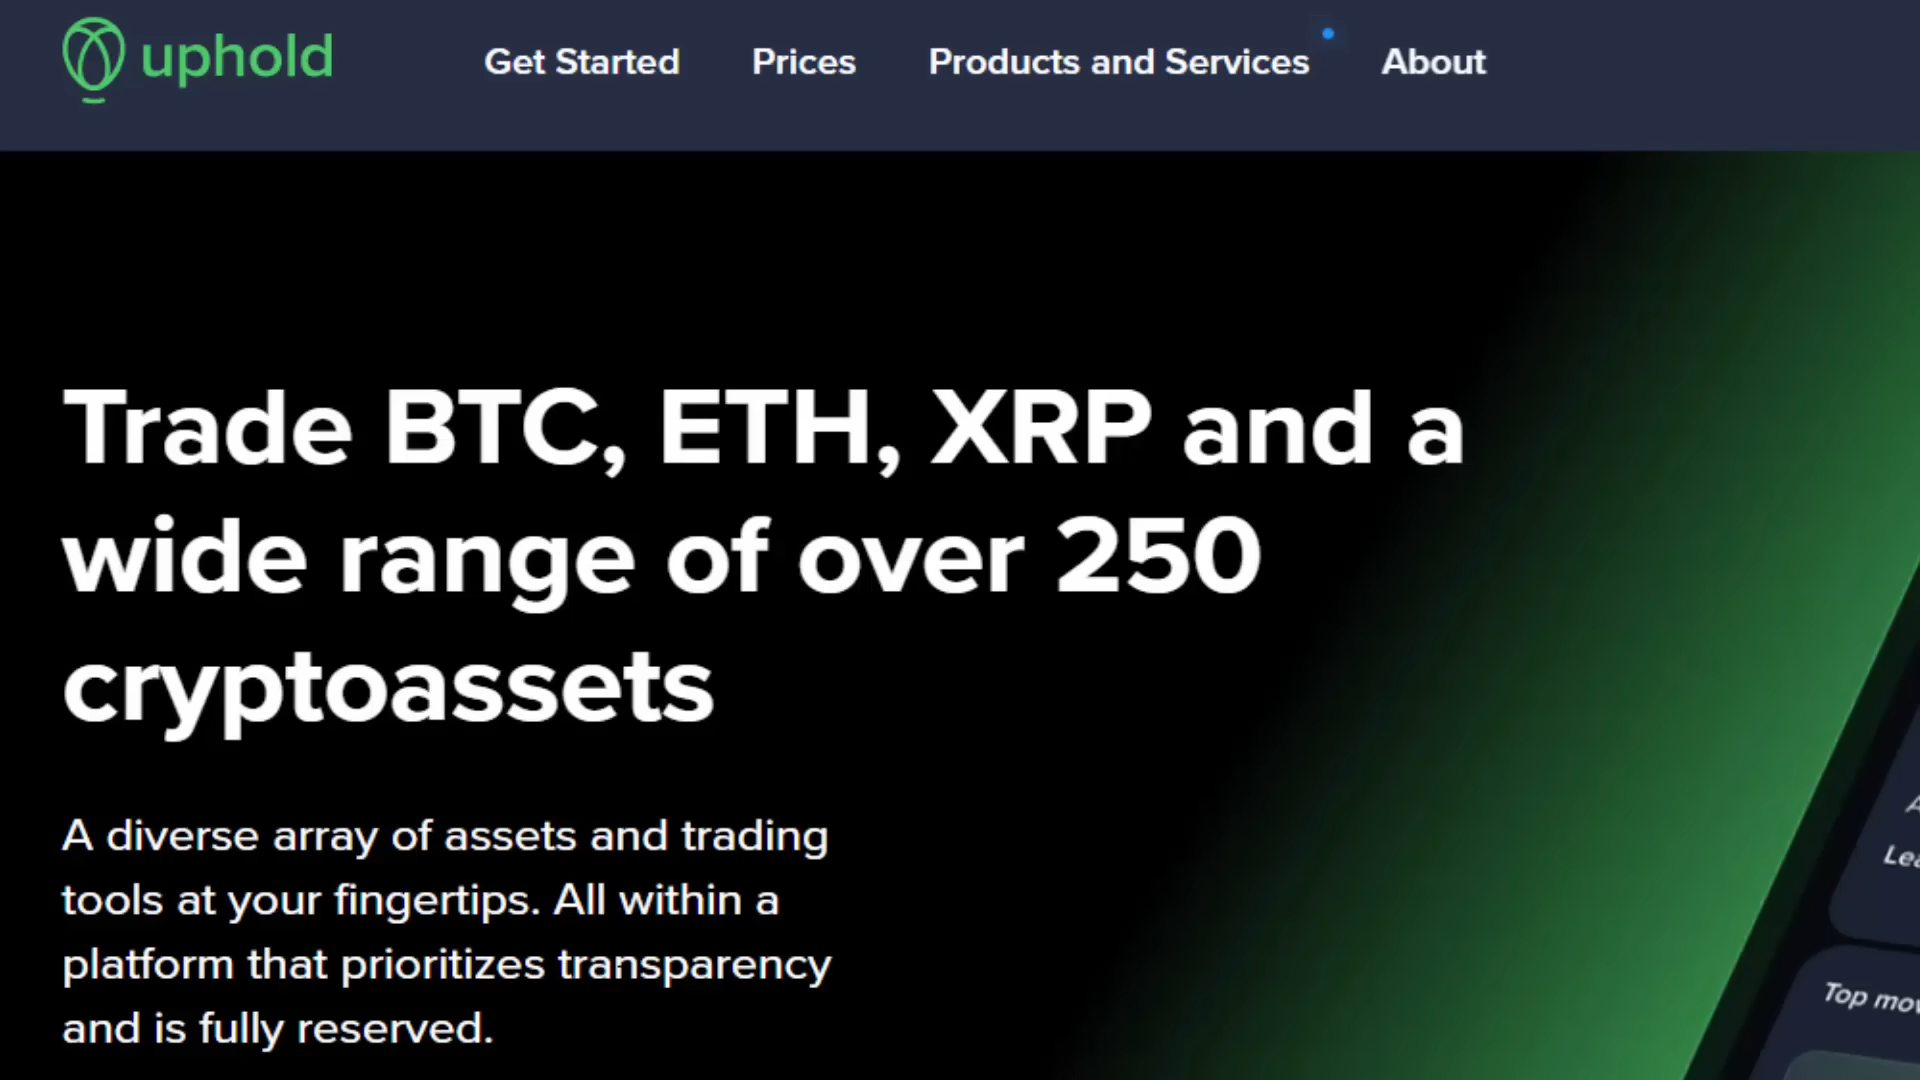 uphold
Get Started Prices Products and Services About
Trade BTC, ETH, XRP and a
wide range of over 250
cryptoassets
A diverse array of assets and trading
tools at your fingertips. All within a
platform that prioritizes transparency
and is fully reserved.
Top